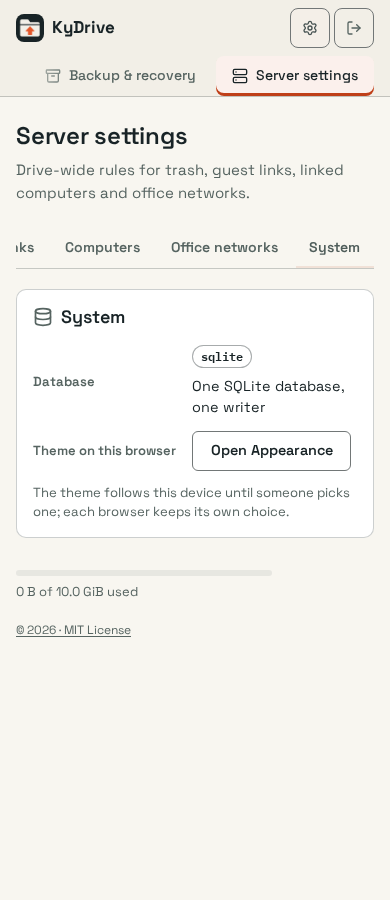 KyDrive
Backup & recovery
Server settings
Server settings
Drive-wide rules for trash, guest links, linked
computers and office networks.
Computers
Office networks
System
System
Database
sqlite
One SQLite database,
one writer
Theme on this browser
Open Appearance
The theme follows this device until someone picks
one; each browser keeps its own choice.
0 B of 10.0 GiB used
© 2026 · MIT License